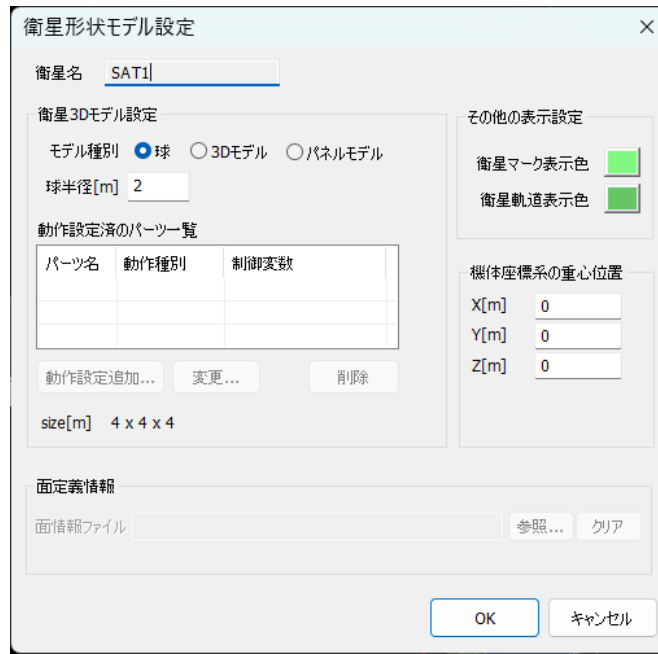 衛星形状モデル設定
衛星名 SAT1
衛星3Dモデル設定
モデル種別 球 3Dモデル パネルモデル
球半径[m] 2
動作設定済のパーツ一覧
パーツ名 動作種別 制御変数
動作設定追加... 変更... 削除
size[m] 4 x 4 x 4
その他の表示設定
衛星マーク表示色
衛星軌道表示色
機体座標系の重心位置
X[m] 0
Y[m] 0
Z[m] 0
面定義情報
面情報ファイル 参照... クリア
OK キャンセル